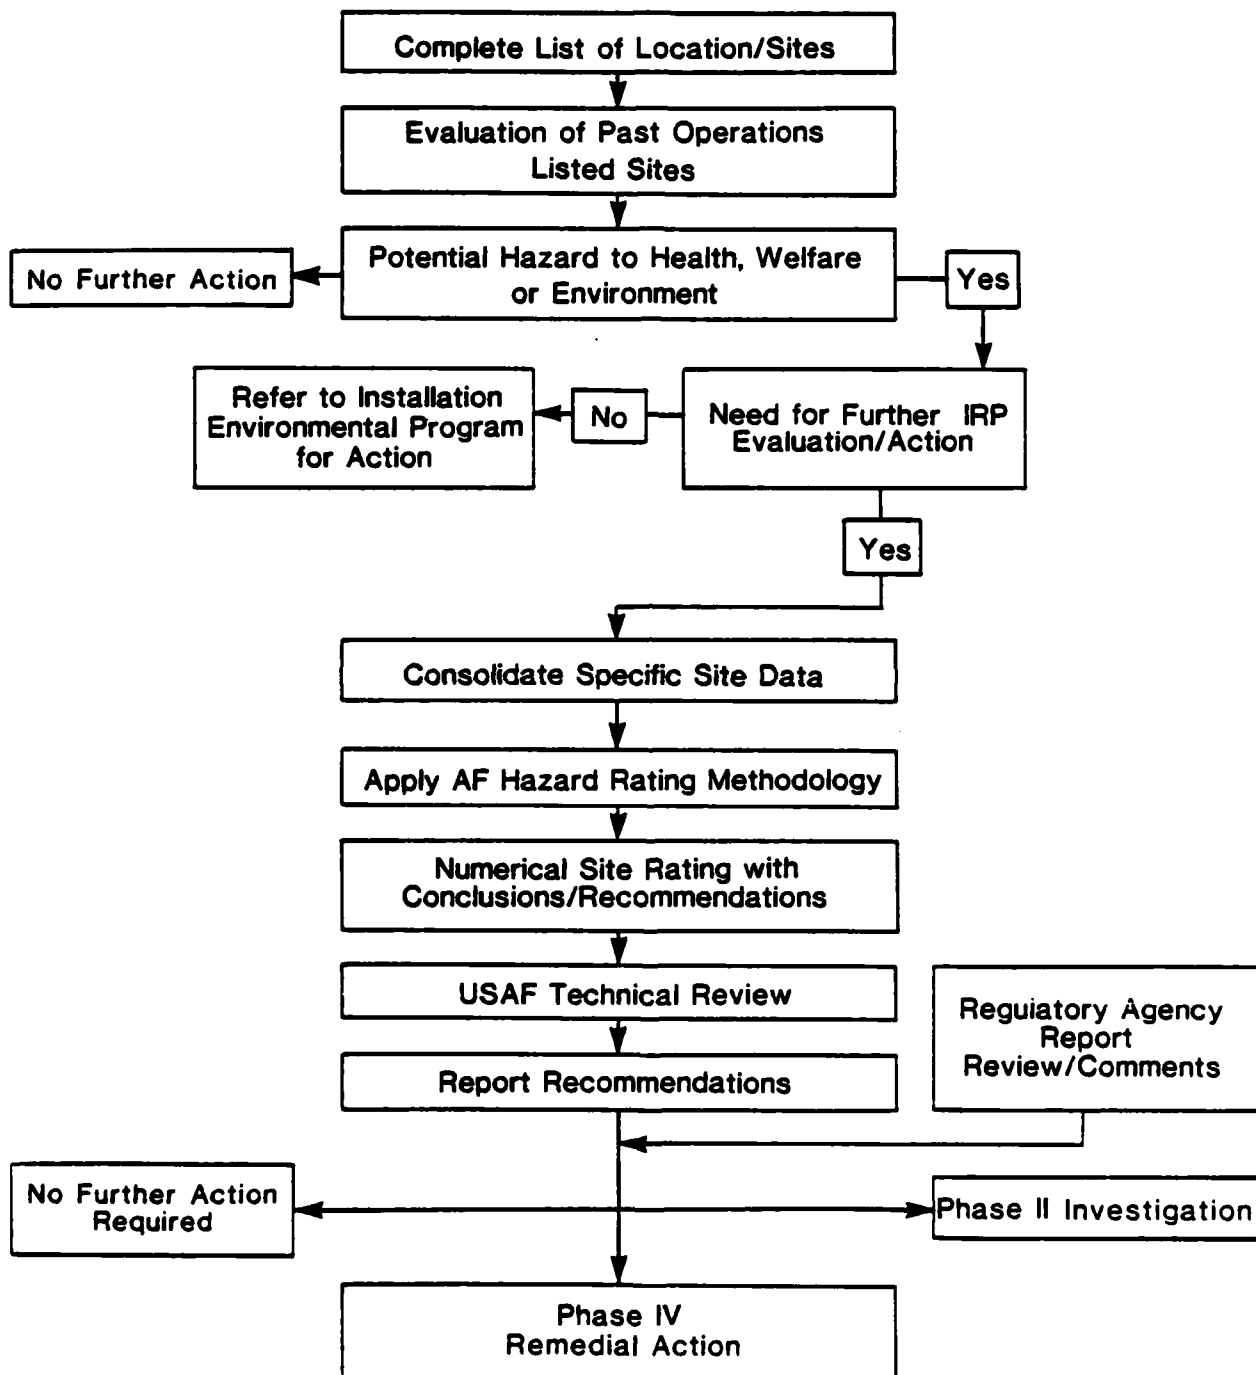 Complete List of Location/Sites
Evaluation of Past Operations
Listed Sites
Potential Hazard to Health, Welfare
or Environment
No Further Action
Yes
Refer to Installation
Environmental Program
for Action
No
Need for Further IRP
Evaluation/Action
Yes
Consolidate Specific Site Data
Apply AF Hazard Rating Methodology
Numerical Site Rating with
Conclusions/Recommendations
USAF Technical Review
Regulatory Agency
Report
Review/Comments
Report Recommendations
No Further Action
Required
Phase II Investigation
Phase IV
Remedial Action